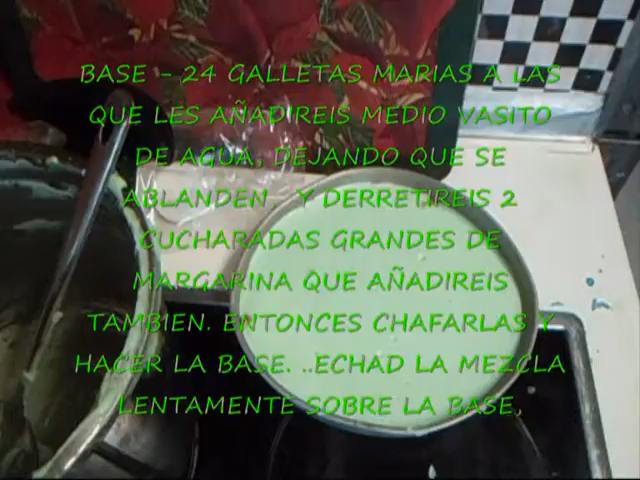 BASE - 24 GALLETAS MARIAS A LAS
QUE LES AÑADIREIS MEDIO VASITO
DE AGUA, DEJANDO QUE SE
ABLANDEN Y DERRETIREIS 2
CUCHARADAS GRANDES DE
MARGARINA QUE AÑADIREIS
TAMBIEN. ENTONCES CHAFARLAS Y
HACER LA BASE. ..ECHAD LA MEZCLA
LENTAMENTE SOBRE LA BASE,